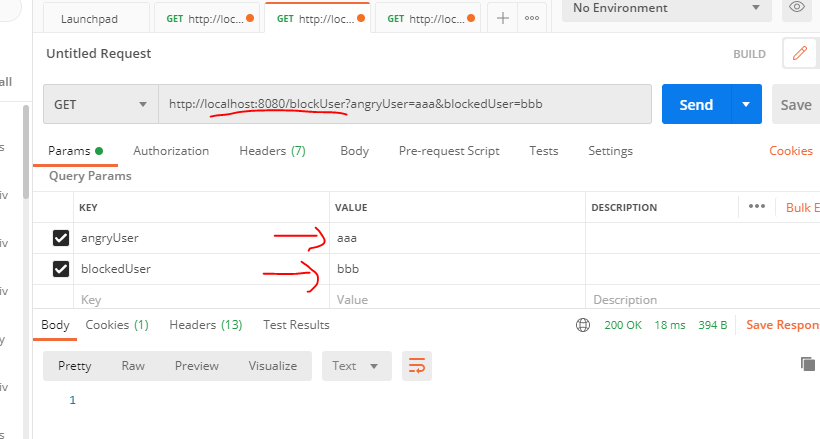 Launchpad GET http://loc... GET http://loc... GET http://loc... No Environment
Untitled Request BUILD
all
GET http://localhost:8080/blockUser?angryUser=aaa&blockedUser=bbb Send Save
Params Authorization Headers (7) Body Pre-request Script Tests Settings Cookies
Query Params
KEY VALUE DESCRIPTION Bulk E
angryUser aaa
blockedUser bbb
Key Value Description
Body Cookies (1) Headers (13) Test Results 200 OK 18 ms 394 B Save Respon
Pretty Raw Preview Visualize Text
1